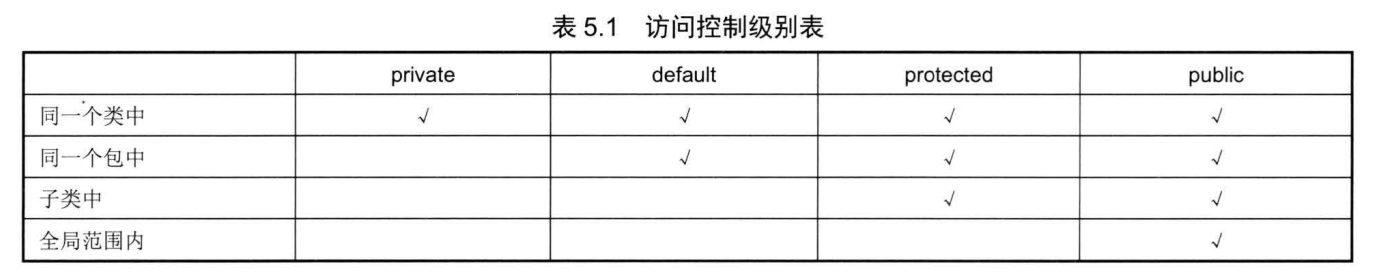 表 5.1 访问控制级别表
private default protected public
同一个类中 √ √ √ √
同一个包中 √ √ √
子类中 √ √
全局范围内 √